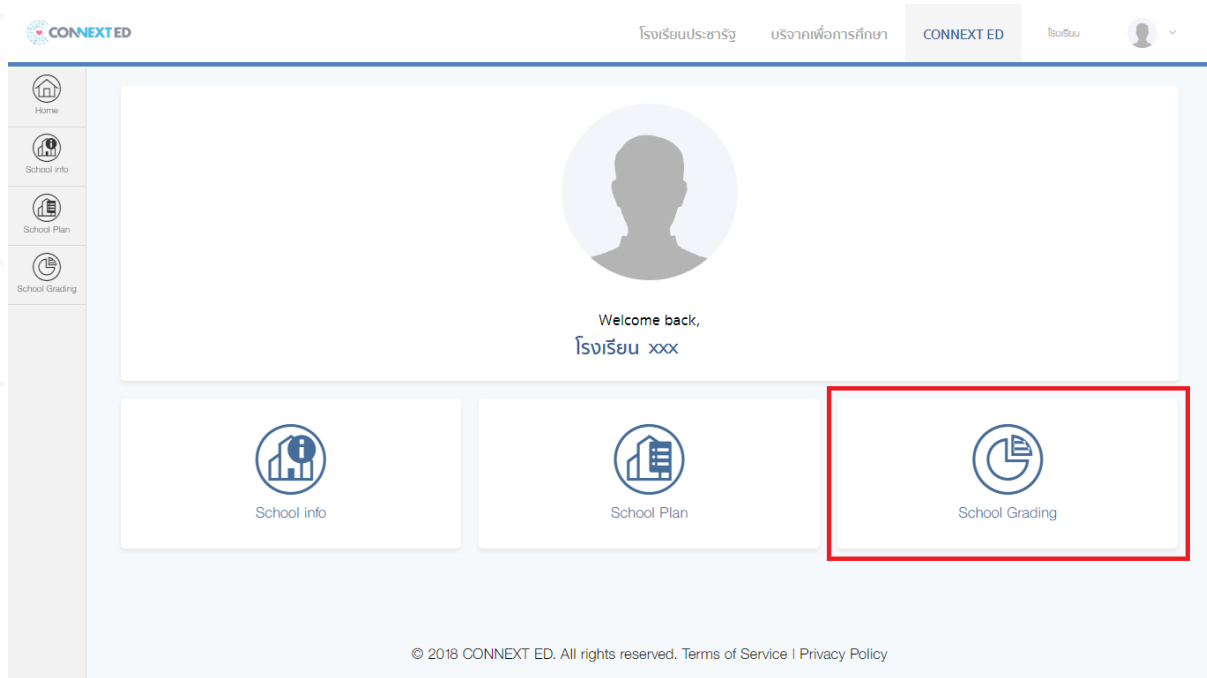 CONNEXT ED
โรงเรียนประชารัฐ บริจาคเพื่อการศึกษา CONNEXT ED โรงเรียน
Home
School info
School Plan
School Grading
Welcome back,
โรงเรียน xxx
School info
School Plan
School Grading
© 2018 CONNEXT ED. All rights reserved. Terms of Service | Privacy Policy